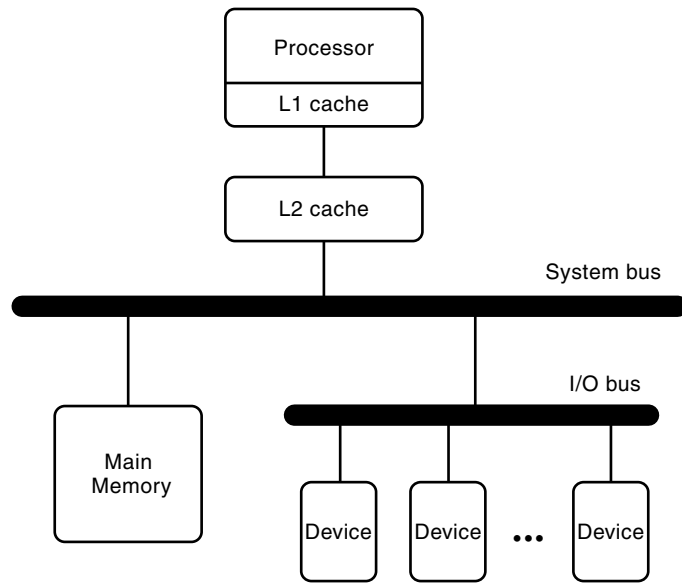 Processor
L1 cache
L2 cache
System bus
I/O bus
Main
Memory
Device
Device
...
Device